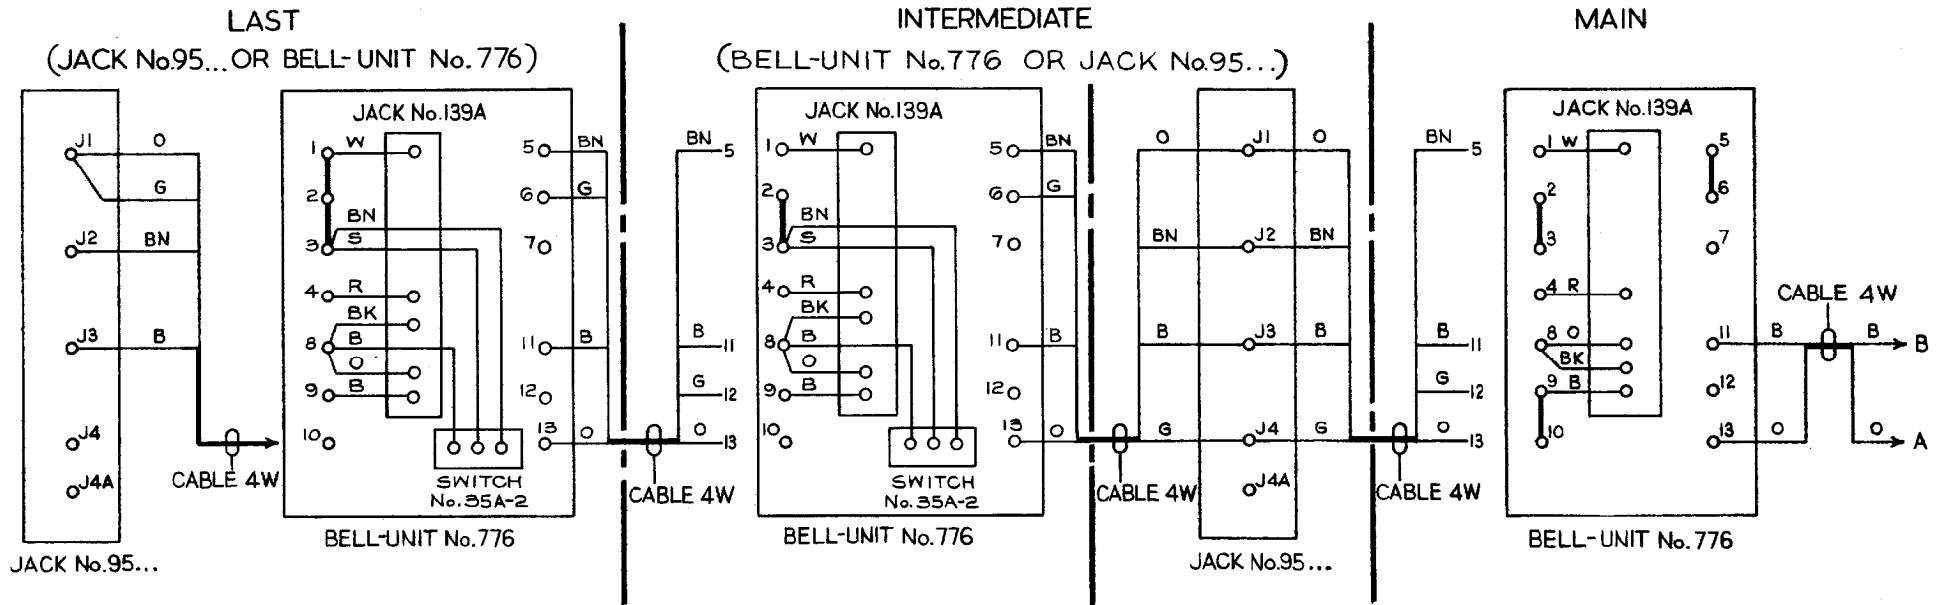 LAST
(JACK No.95... OR BELL-UNIT No.776)
INTERMEDIATE
(BELL-UNIT No.776 OR JACK No.95...)
MAIN
J1
O
G
J2
BN
J3
B
J4
J4A
CABLE 4W
JACK No.95...
JACK No.139A
1 W
2
BN
3 S
4 R
BK
8 B
O
9 B
10
5 BN
6 G
7
11 B
12
13 O
SWITCH
No.35A-2
BELL-UNIT No.776
BN 5
B 11
G 12
O 13
CABLE 4W
JACK No.139A
1 W
2
BN
3 S
4 R
BK
8 B
O
9 B
10
5 BN
6 G
7
11 B
12
13 O
SWITCH
No.35A-2
BELL-UNIT No.776
CABLE 4W
O J1 O
BN J2 BN
B J3 B
G J4 G
J4A
JACK No.95...
BN 5
B 11
G 12
O 13
CABLE 4W
JACK No.139A
1 W
2
3
4 R
8 O
BK
9 B
10
5
6
7
11 B
12
13 O
CABLE 4W
B B
O A
BELL-UNIT No.776